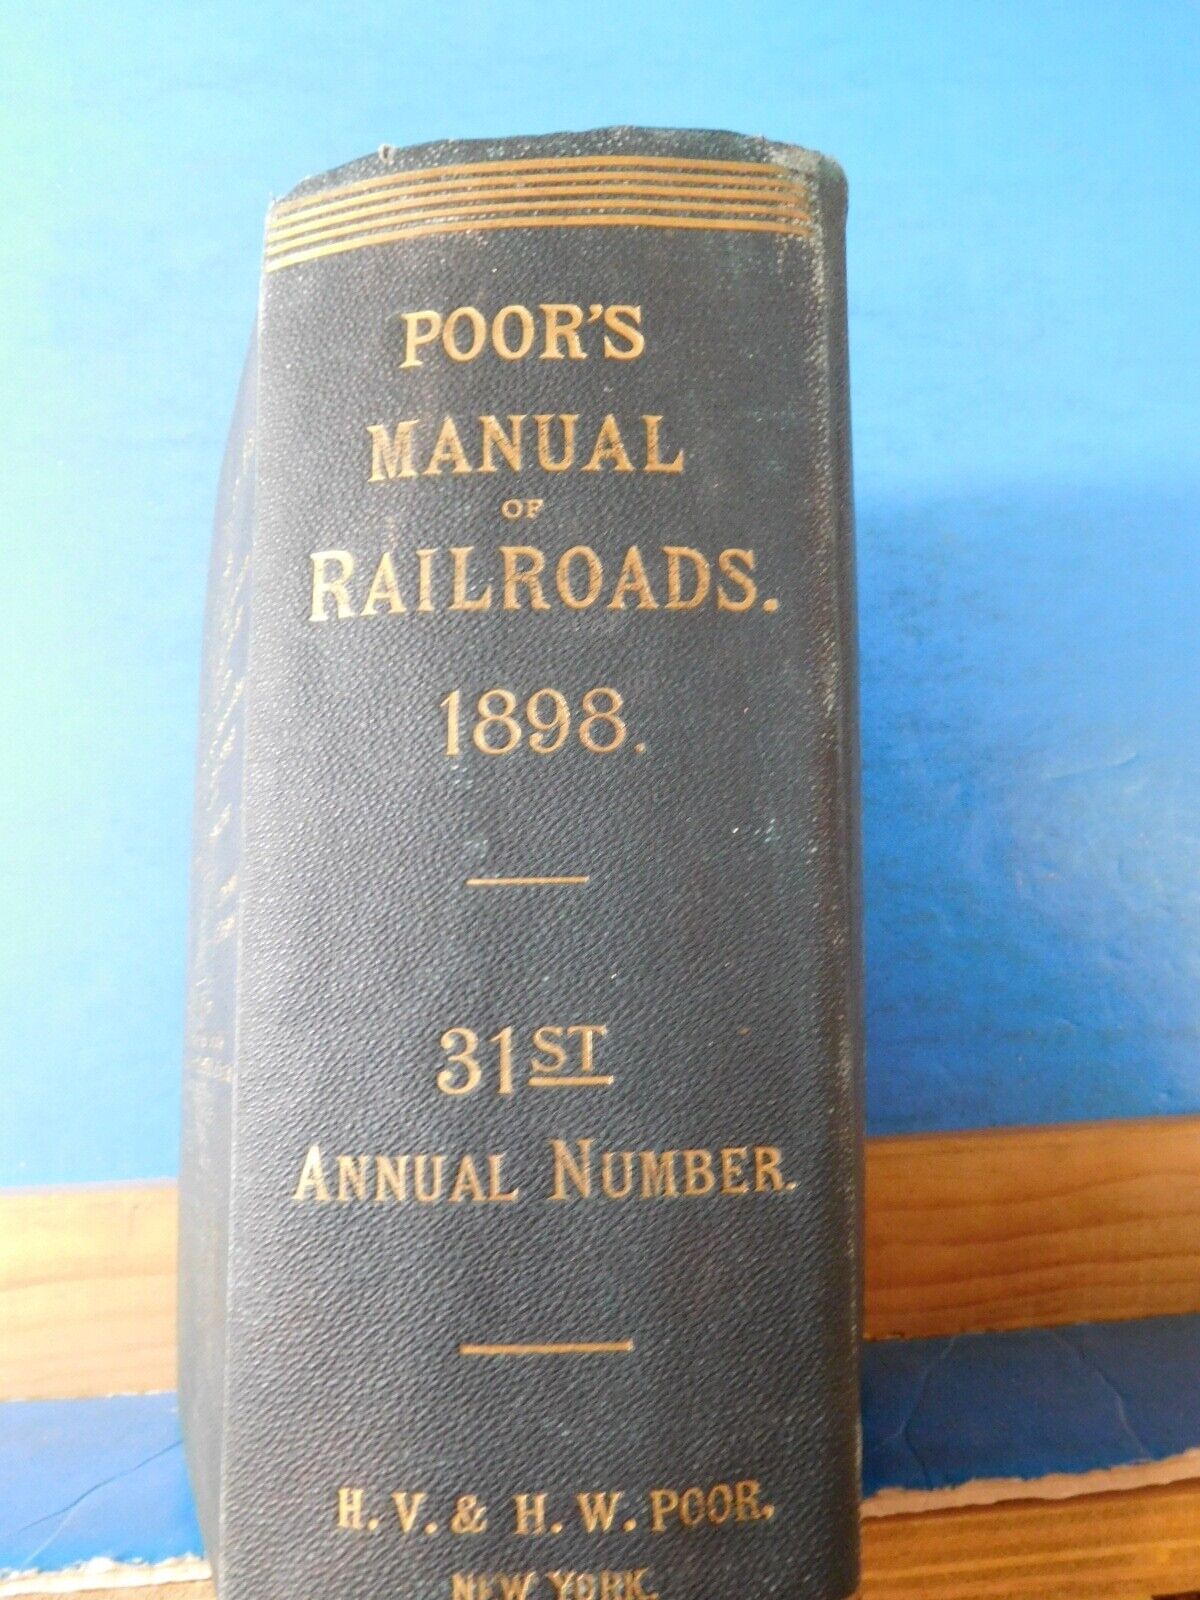 POOR'S
MANUAL
OF
RAILROADS.
1898.
31ST
ANNUAL NUMBER.
H. V. & H. W. POOR,
NEW YORK.